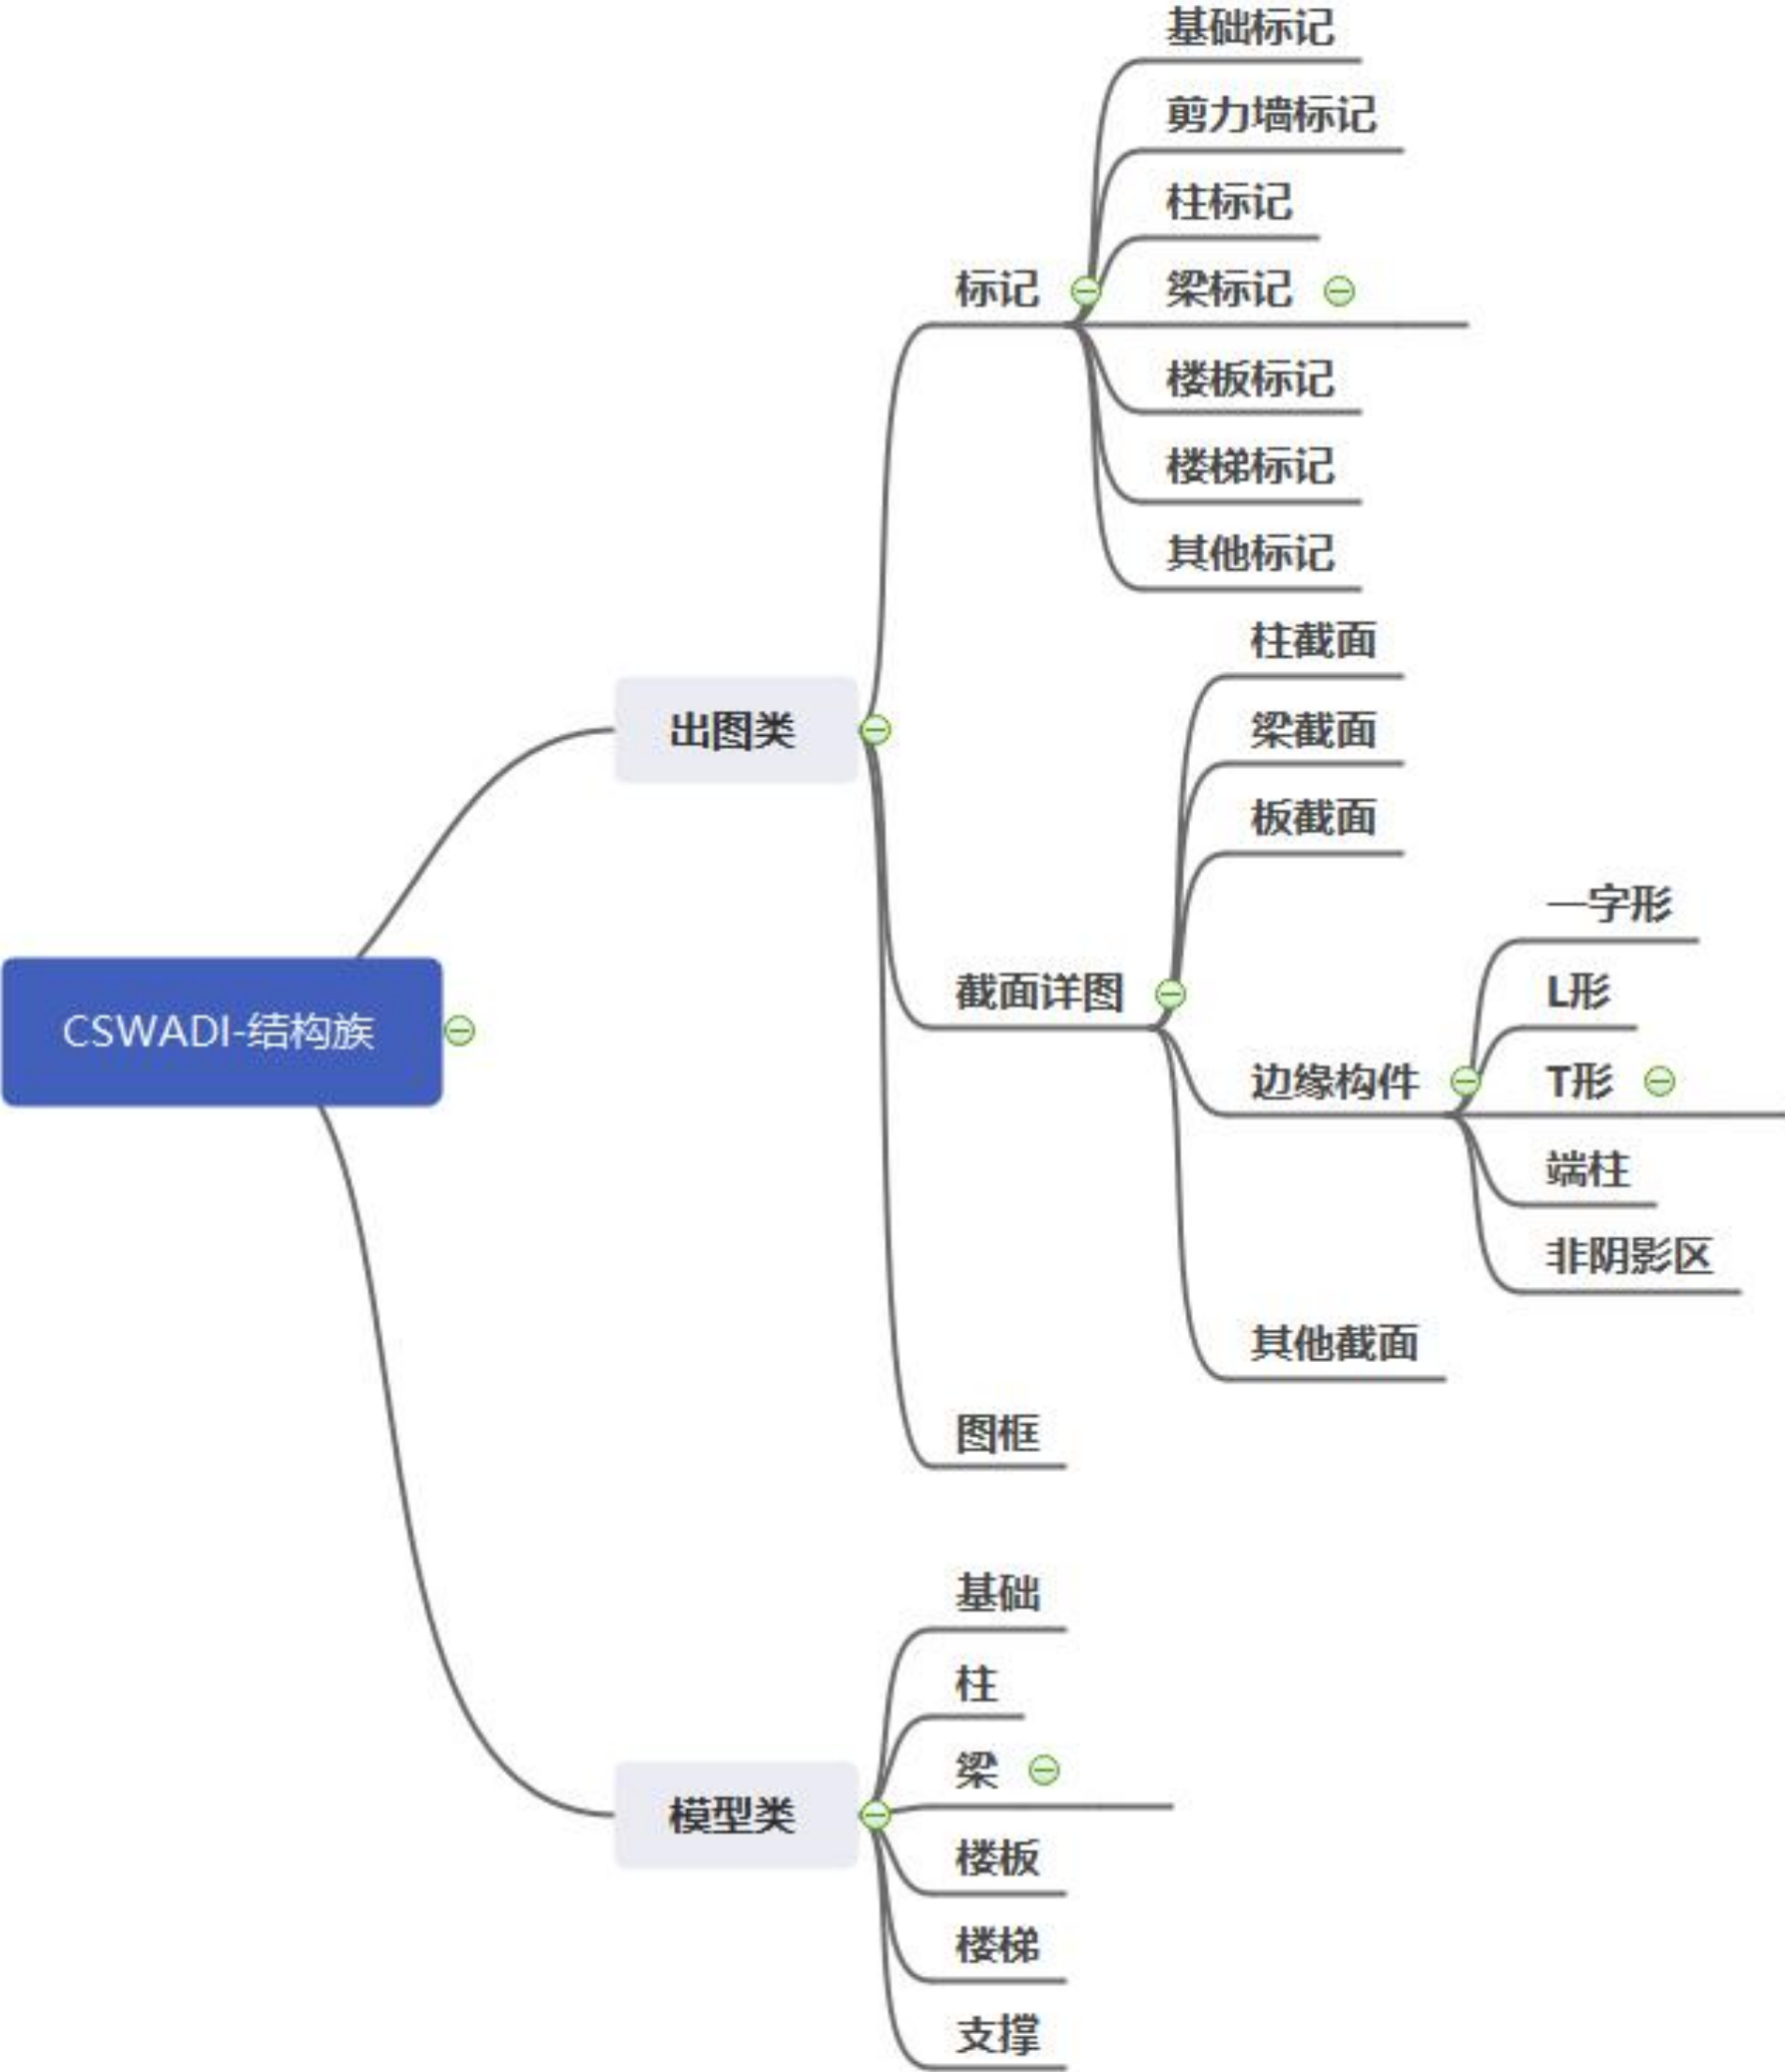 基础标记
剪力墙标记
柱标记
标记
梁标记
楼板标记
楼梯标记
其他标记
柱截面
出图类
梁截面
板截面
一字形
截面详图
L形
CSWADI-结构族
边缘构件
T形
端柱
非阴影区
其他截面
图框
基础
柱
梁
模型类
楼板
楼梯
支撑